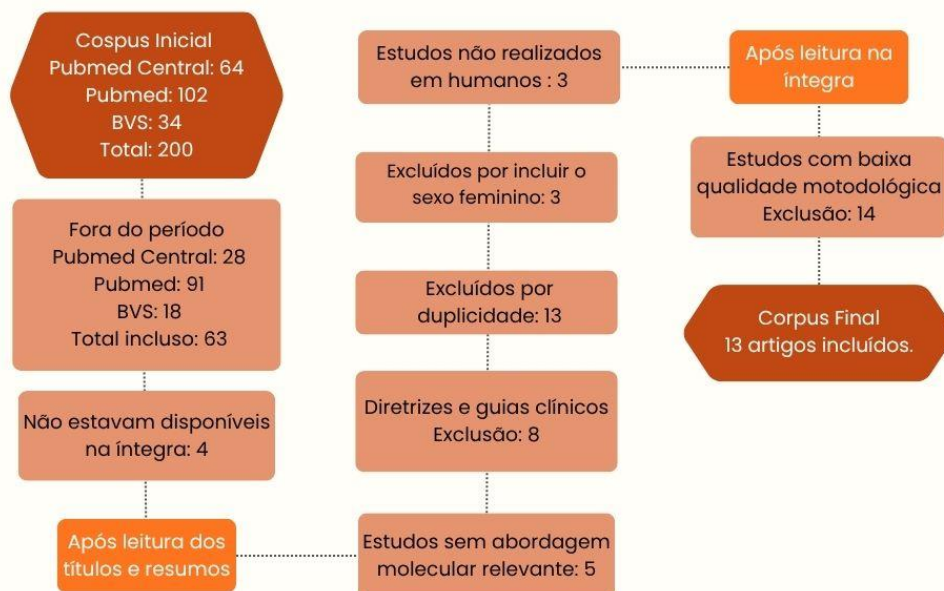 Cospus Inicial
Pubmed Central: 64
Pubmed: 102
BVS: 34
Total: 200
Fora do período
Pubmed Central: 28
Pubmed: 91
BVS: 18
Total incluso: 63
Não estavam disponíveis
na íntegra: 4
Após leitura dos
títulos e resumos
Estudos sem abordagem
molecular relevante: 5
Diretrizes e guias clínicos
Exclusão: 8
Excluídos por
duplicidade: 13
Excluídos por incluir o
sexo feminino: 3
Estudos não realizados
em humanos : 3
Após leitura na
íntegra
Estudos com baixa
qualidade motodológica
Exclusão: 14
Corpus Final
13 artigos incluídos.